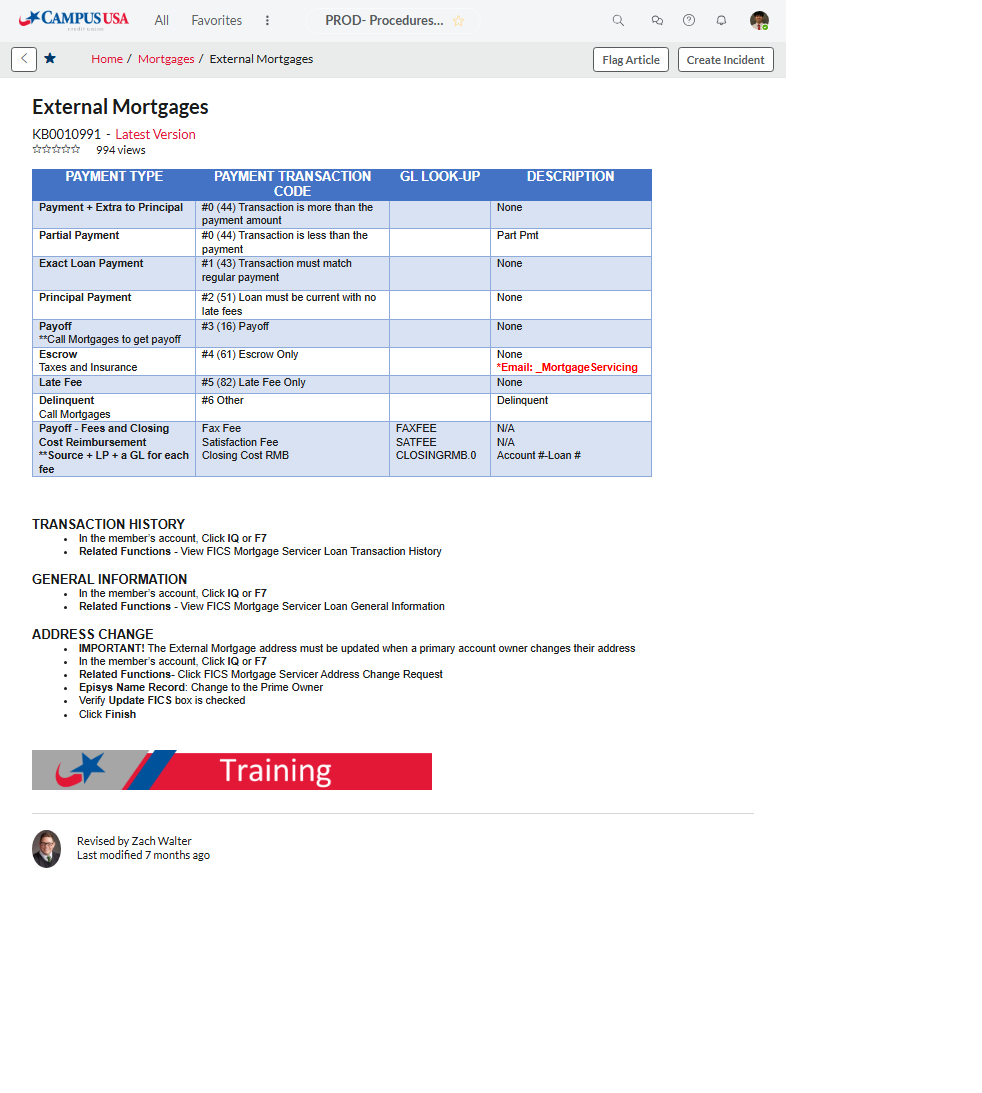 CAMPUS USA All Favorites PROD- Procedures...
credit union
Home / Mortgages / External Mortgages Flag Article Create Incident
External Mortgages
KB0010991 - Latest Version
994 views
PAYMENT TYPE PAYMENT TRANSACTION CODE GL LOOK-UP DESCRIPTION
Payment + Extra to Principal #0 (44) Transaction is more than the payment amount None
Partial Payment #0 (44) Transaction is less than the payment Part Pmt
Exact Loan Payment #1 (43) Transaction must match regular payment None
Principal Payment #2 (51) Loan must be current with no late fees None
Payoff #3 (16) Payoff None
**Call Mortgages to get payoff
Escrow #4 (61) Escrow Only None
Taxes and Insurance *Email: _MortgageServicing
Late Fee #5 (82) Late Fee Only None
Delinquent #6 Other Delinquent
Call Mortgages
Payoff - Fees and Closing Fax Fee FAXFEE N/A
Cost Reimbursement Satisfaction Fee SATFEE N/A
**Source + LP + a GL for each Closing Cost RMB CLOSINGRMB.0 Account #-Loan #
fee
TRANSACTION HISTORY
• In the member's account, Click IQ or F7
• Related Functions - View FICS Mortgage Servicer Loan Transaction History
GENERAL INFORMATION
• In the member's account, Click IQ or F7
• Related Functions - View FICS Mortgage Servicer Loan General Information
ADDRESS CHANGE
• IMPORTANT! The External Mortgage address must be updated when a primary account owner changes their address
• In the member's account, Click IQ or F7
• Related Functions- Click FICS Mortgage Servicer Address Change Request
• Episys Name Record: Change to the Prime Owner
• Verify Update FICS box is checked
• Click Finish
Training
Revised by Zach Walter
Last modified 7 months ago